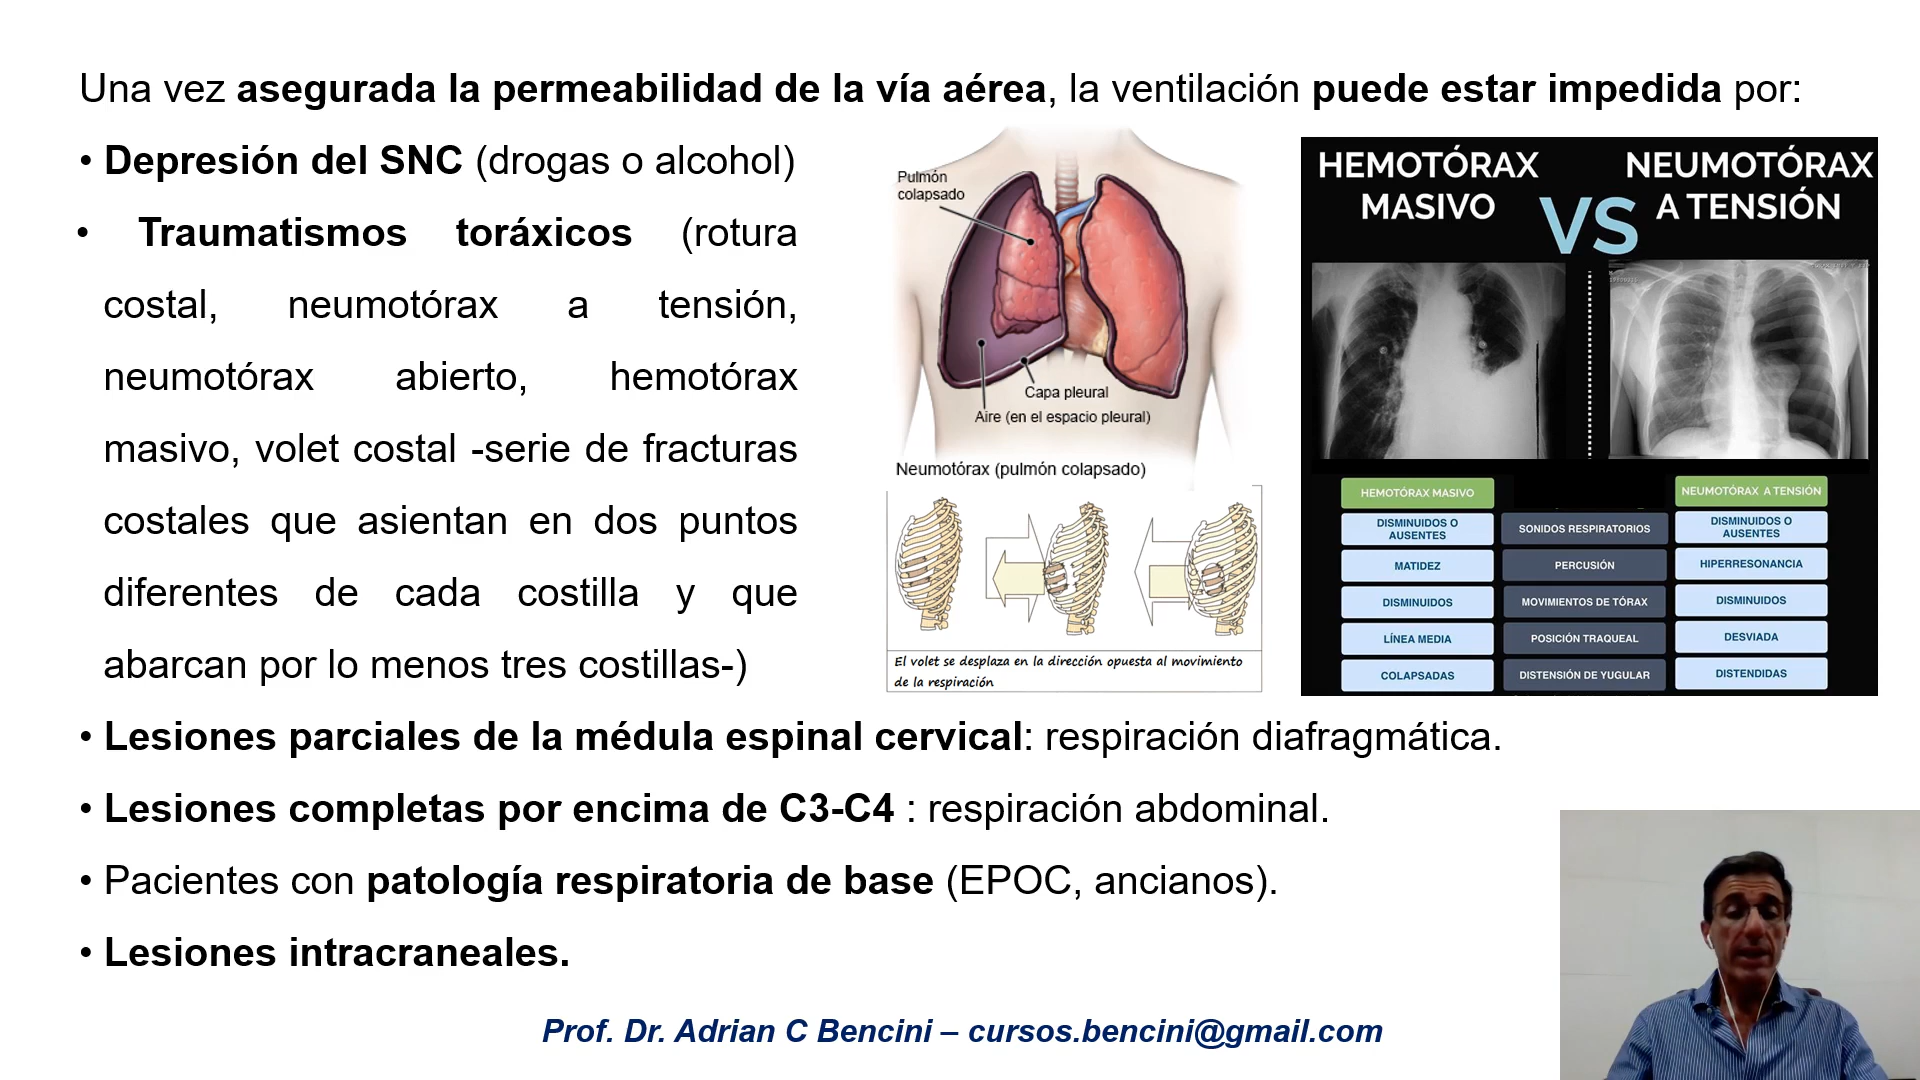 Una vez asegurada la permeabilidad de la vía aérea, la ventilación puede estar impedida por:
• Depresión del SNC (drogas o alcohol)
• Traumatismos toráxicos (rotura
costal, neumotórax a tensión,
neumotórax abierto, hemotórax
masivo, volet costal -serie de fracturas
costales que asientan en dos puntos
diferentes de cada costilla y que
abarcan por lo menos tres costillas-)
• Lesiones parciales de la médula espinal cervical: respiración diafragmática.
• Lesiones completas por encima de C3-C4 : respiración abdominal.
• Pacientes con patología respiratoria de base (EPOC, ancianos).
• Lesiones intracraneales.
Pulmón
colapsado
Capa pleural
Aire (en el espacio pleural)
Neumotórax (pulmón colapsado)
El volet se desplaza en la dirección opuesta al movimiento
de la respiración
HEMOTÓRAX
MASIVO
VS
NEUMOTÓRAX
A TENSIÓN
HEMOTÓRAX MASIVO
NEUMOTÓRAX A TENSIÓN
DISMINUIDOS O
AUSENTES
SONIDOS RESPIRATORIOS
DISMINUIDOS O
AUSENTES
MATIDEZ
PERCUSIÓN
HIPERRESONANCIA
DISMINUIDOS
MOVIMIENTOS DE TÓRAX
DISMINUIDOS
LÍNEA MEDIA
POSICIÓN TRAQUEAL
DESVIADA
COLAPSADAS
DISTENSIÓN DE YUGULAR
DISTENDIDAS
Prof. Dr. Adrian C Bencini – cursos.bencini@gmail.com